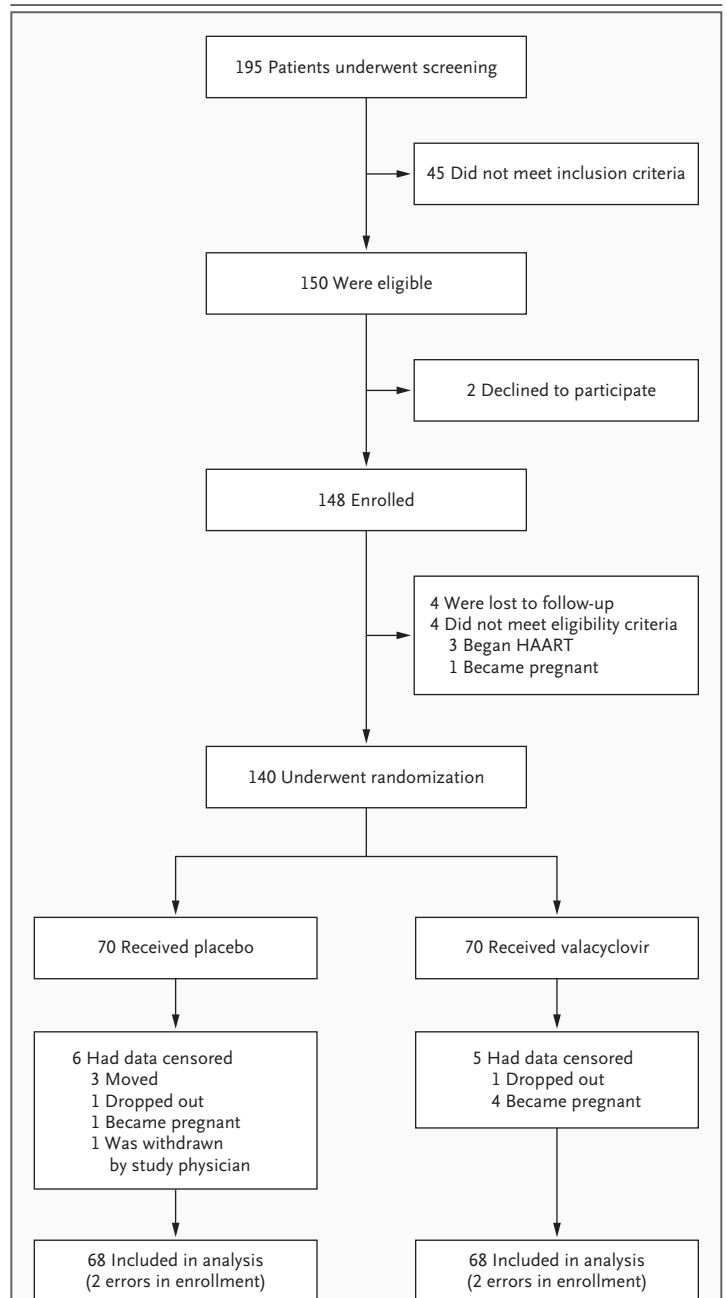 195 Patients underwent screening
45 Did not meet inclusion criteria
150 Were eligible
2 Declined to participate
148 Enrolled
4 Were lost to follow-up
4 Did not meet eligibility criteria
3 Began HAART
1 Became pregnant
140 Underwent randomization
70 Received placebo
70 Received valacyclovir
6 Had data censored
3 Moved
1 Dropped out
1 Became pregnant
1 Was withdrawn
by study physician
5 Had data censored
1 Dropped out
4 Became pregnant
68 Included in analysis
(2 errors in enrollment)
68 Included in analysis
(2 errors in enrollment)